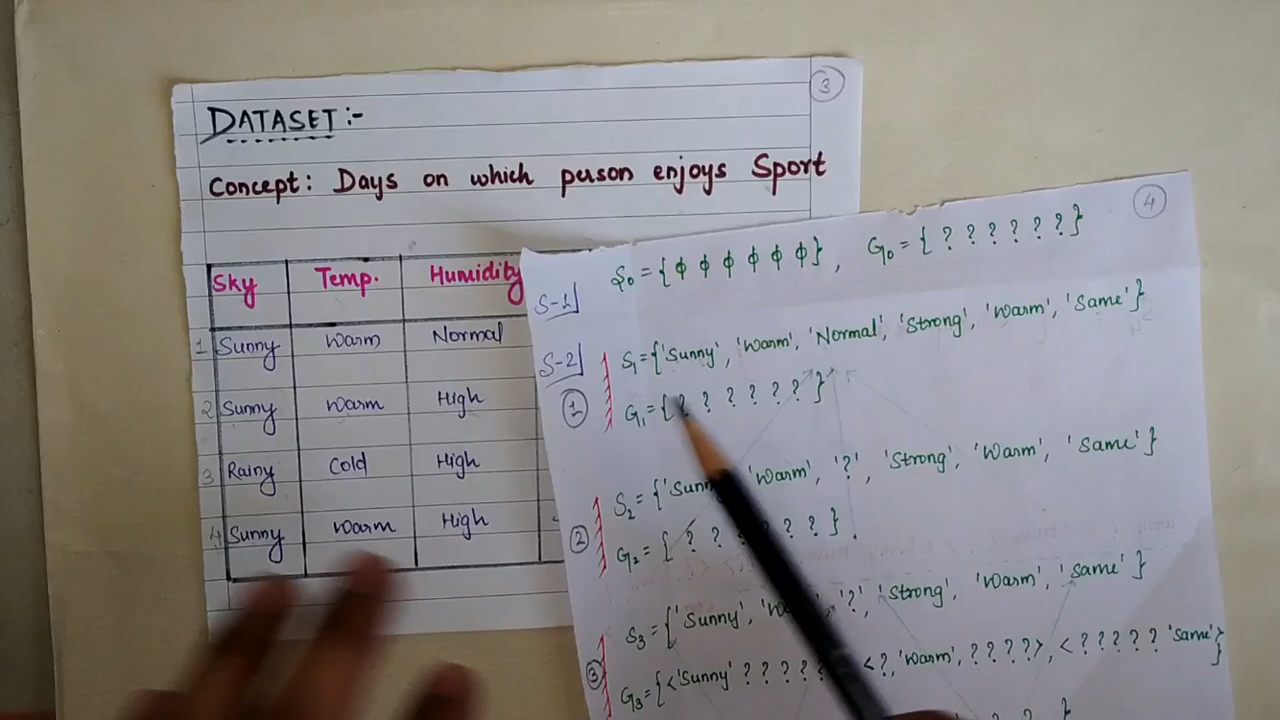 3
DATASET:-
Concept: Days on which person enjoys Sport
Sky Temp. Humidity
1 Sunny Warm Normal
2 Sunny Warm High
3 Rainy Cold High
4 Sunny Warm High
4
S0 = {ϕ ϕ ϕ ϕ ϕ ϕ}, G0 = { ? ? ? ? ? ?}
S-1
S-2
S1 = {'Sunny', 'Warm', 'Normal', 'Strong', 'Warm', 'Same'}
1
G1 = { ? ? ? ? ? ? }
S2 = {'Sunny 'Warm', '?', 'Strong', 'Warm', 'Same'}
2
G2 = { ? ? ? ? ? }
S3 = {'Sunny', '?', 'Strong', 'Warm', 'Same'}
3
G3 = {<'Sunny' ? ? ? ? <?, 'Warm', ? ? ? ?>, < ? ? ? ? ? 'Same'}